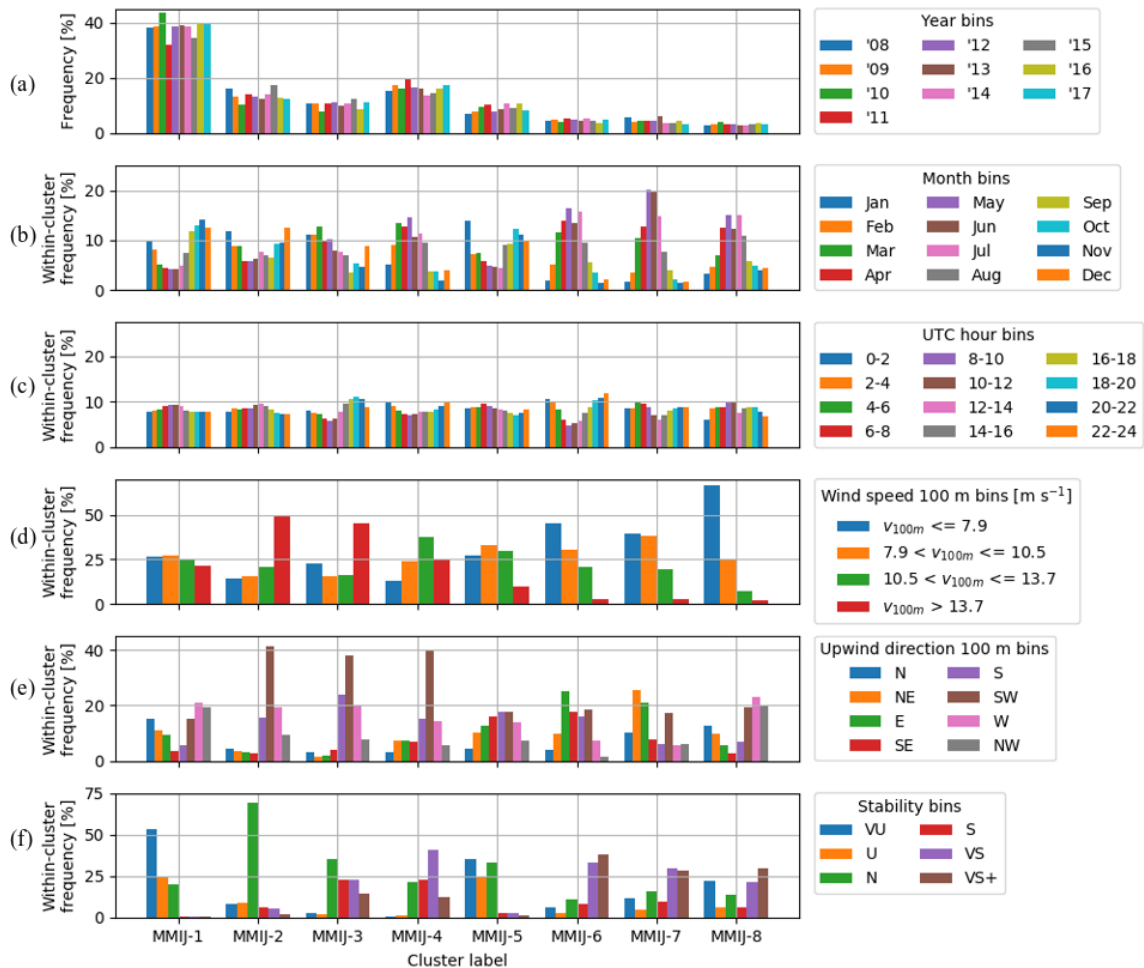 (a)
Frequency [%]
40
20
0
Year bins
'08
'09
'10
'11
'12
'13
'14
'15
'16
'17
(b)
Within-cluster
frequency [%]
20
10
0
Month bins
Jan
Feb
Mar
Apr
May
Jun
Jul
Aug
Sep
Oct
Nov
Dec
(c)
Within-cluster
frequency [%]
20
10
0
UTC hour bins
0-2
2-4
4-6
6-8
8-10
10-12
12-14
14-16
16-18
18-20
20-22
22-24
(d)
Within-cluster
frequency [%]
50
25
0
Wind speed 100 m bins [m s⁻¹]
v₁₀₀ₘ <= 7.9
7.9 < v₁₀₀ₘ <= 10.5
10.5 < v₁₀₀ₘ <= 13.7
v₁₀₀ₘ > 13.7
(e)
Within-cluster
frequency [%]
40
20
0
Upwind direction 100 m bins
N
NE
E
SE
S
SW
W
NW
(f)
Within-cluster
frequency [%]
75
50
25
0
Stability bins
VU
U
N
S
VS
VS+
MMIJ-1
MMIJ-2
MMIJ-3
MMIJ-4
MMIJ-5
MMIJ-6
MMIJ-7
MMIJ-8
Cluster label